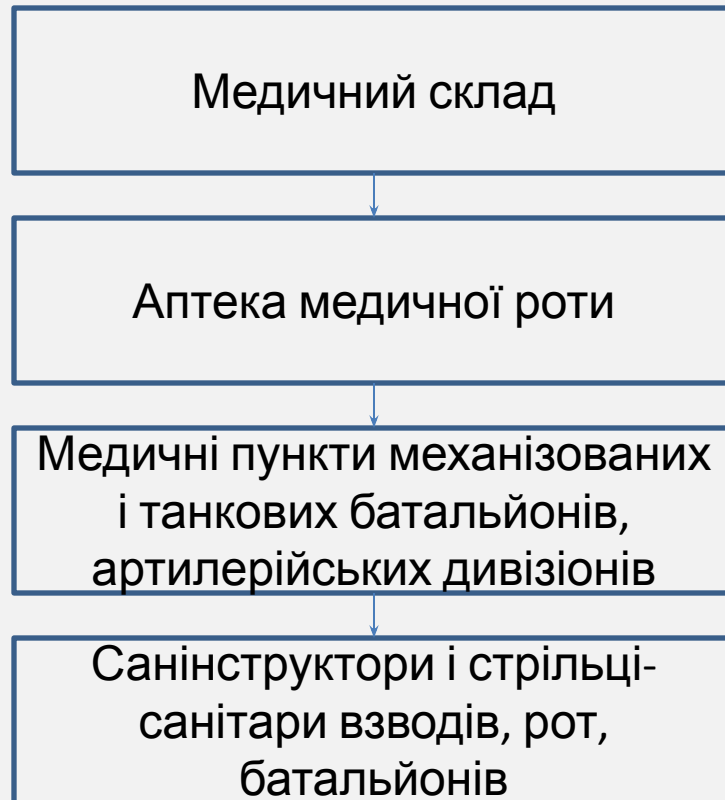 Медичний склад
Аптека медичної роти
Медичні пункти механізованих
і танкових батальйонів,
артилерійських дивізіонів
Санінструктори і стрільці-
санітари взводів, рот,
батальйонів